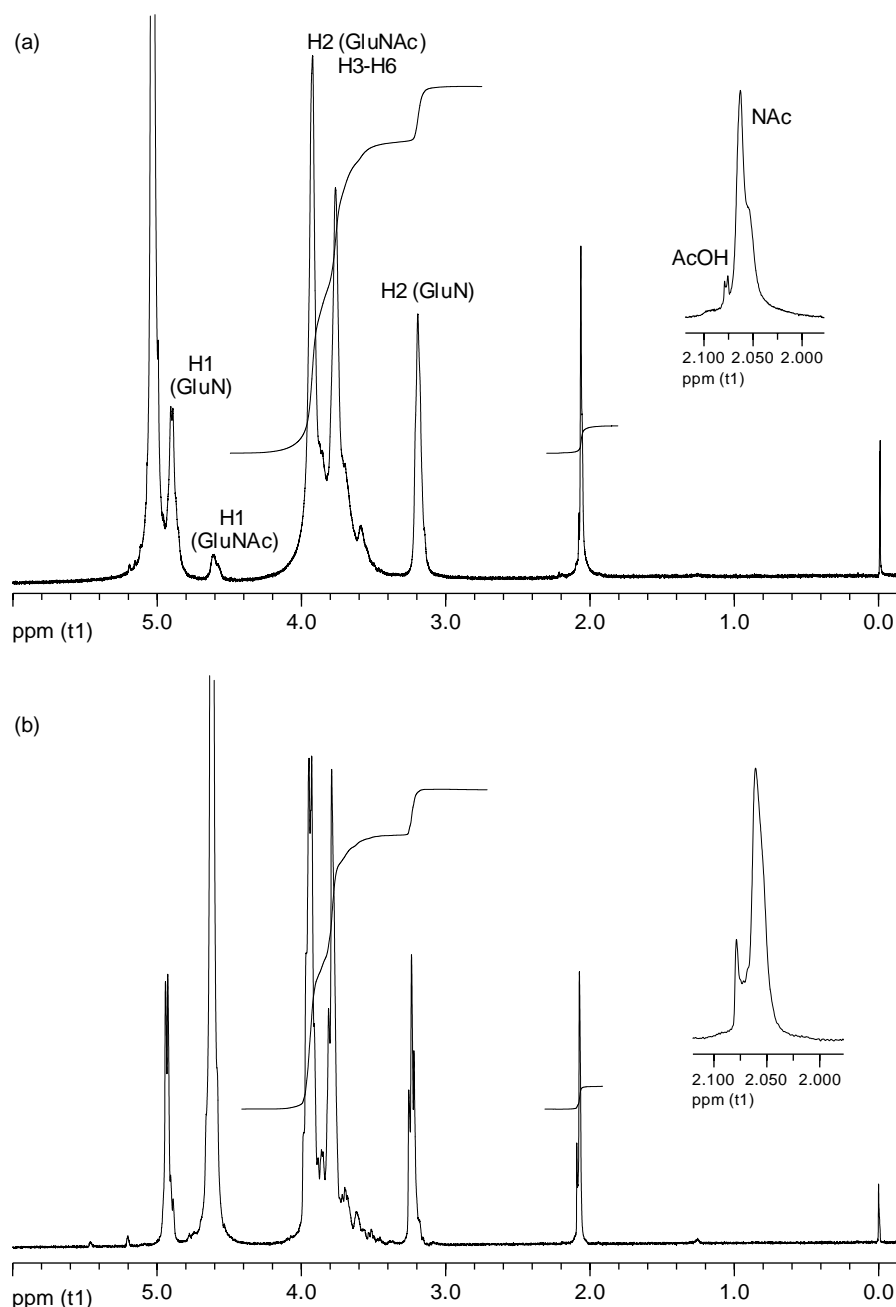 (a)
H2 (GluNAc)
H3-H6
NAc
AcOH
H2 (GluN)
H1
(GluN)
2.100 2.050 2.000
ppm (t1)
H1
(GluNAc)
5.0 4.0 3.0 2.0 1.0 0.0
ppm (t1)
(b)
2.100 2.050 2.000
ppm (t1)
5.0 4.0 3.0 2.0 1.0 0.0
ppm (t1)